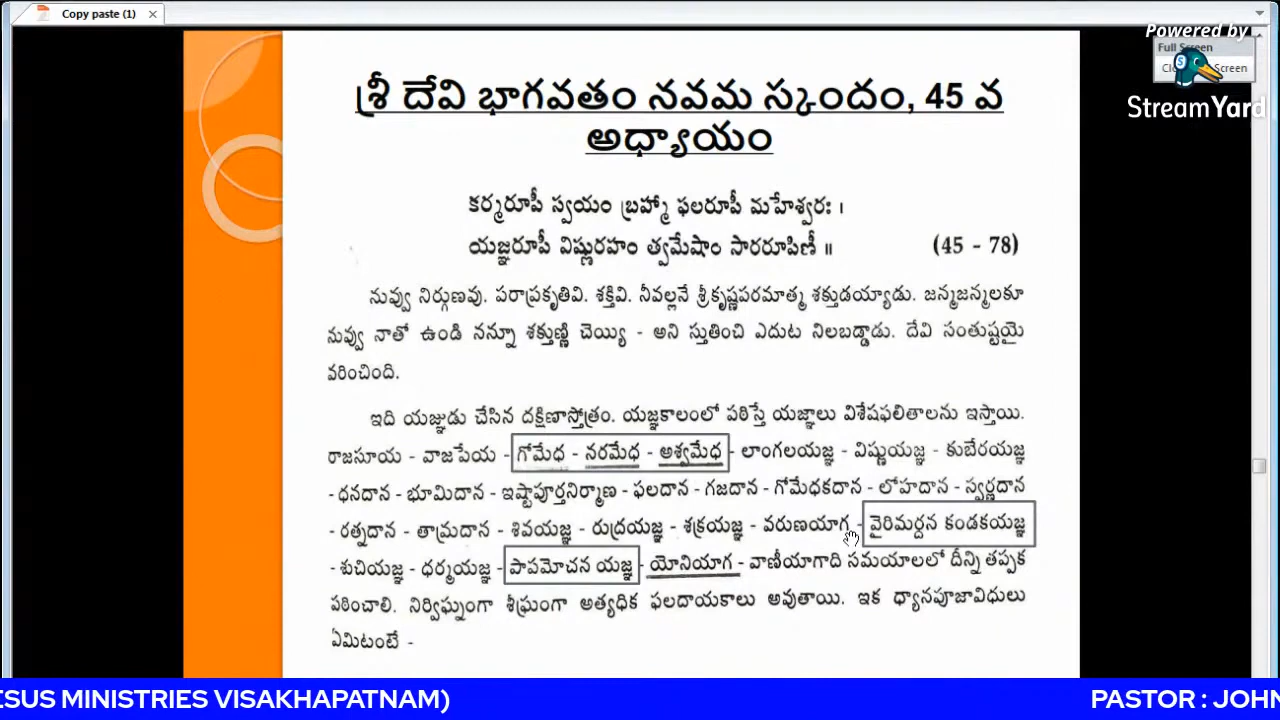 Copy paste (1)
Powered by
Full Screen
Screen
StreamYard
శ్రీ దేవి భాగవతం నవమ స్కందం, 45 వ
అధ్యాయం
కర్మరూపీ స్వయం బ్రహ్మా ఫలరూపీ మహేశ్వరః ।
యజ్ఞరూపీ విష్ణురహం త్వమేషాం సారరూపిణీ ॥ (45 - 78)
నువ్వు నిర్గుణవు. పరాప్రకృతివి. శక్తివి. నీవల్లనే శ్రీకృష్ణపరమాత్మ శక్తుడయ్యాడు. జన్మజన్మలకూ
నువ్వు నాతో ఉండి నన్నూ శక్తుణ్ణి చెయ్యి - అని స్తుతించి ఎదుట నిలబడ్డాడు. దేవి సంతుష్టయై
వరించింది.
ఇది యజ్ఞుడు చేసిన దక్షిణాస్తోత్రం. యజ్ఞకాలంలో పఠిస్తే యజ్ఞాలు విశేషఫలితాలను ఇస్తాయి.
రాజసూయ - వాజపేయ - గోమేధ - నరమేధ - అశ్వమేధ - లాంగలయజ్ఞ - విష్ణుయజ్ఞ - కుబేరయజ్ఞ
- ధనదాన - భూమిదాన - ఇష్టాపూర్తనిర్మాణ - ఫలదాన - గజదాన - గోమేధకదాన - లోహదాన - స్వర్ణదాన
- రత్నదాన - తామ్రదాన - శివయజ్ఞ - రుద్రయజ్ఞ - శక్రయజ్ఞ - వరుణయాగ - వైరిమర్దన కండకయజ్ఞ
- శుచియజ్ఞ - ధర్మయజ్ఞ - పాపమోచన యజ్ఞ - యోనియాగ - వాణీయాగాది సమయాలలో దీన్ని తప్పక
పఠించాలి. నిర్విఘ్నంగా శీఘ్రంగా అత్యధిక ఫలదాయకాలు అవుతాయి. ఇక ధ్యానపూజావిధులు
ఏమిటంటే -
ESUS MINISTRIES VISAKHAPATNAM) PASTOR : JOHN